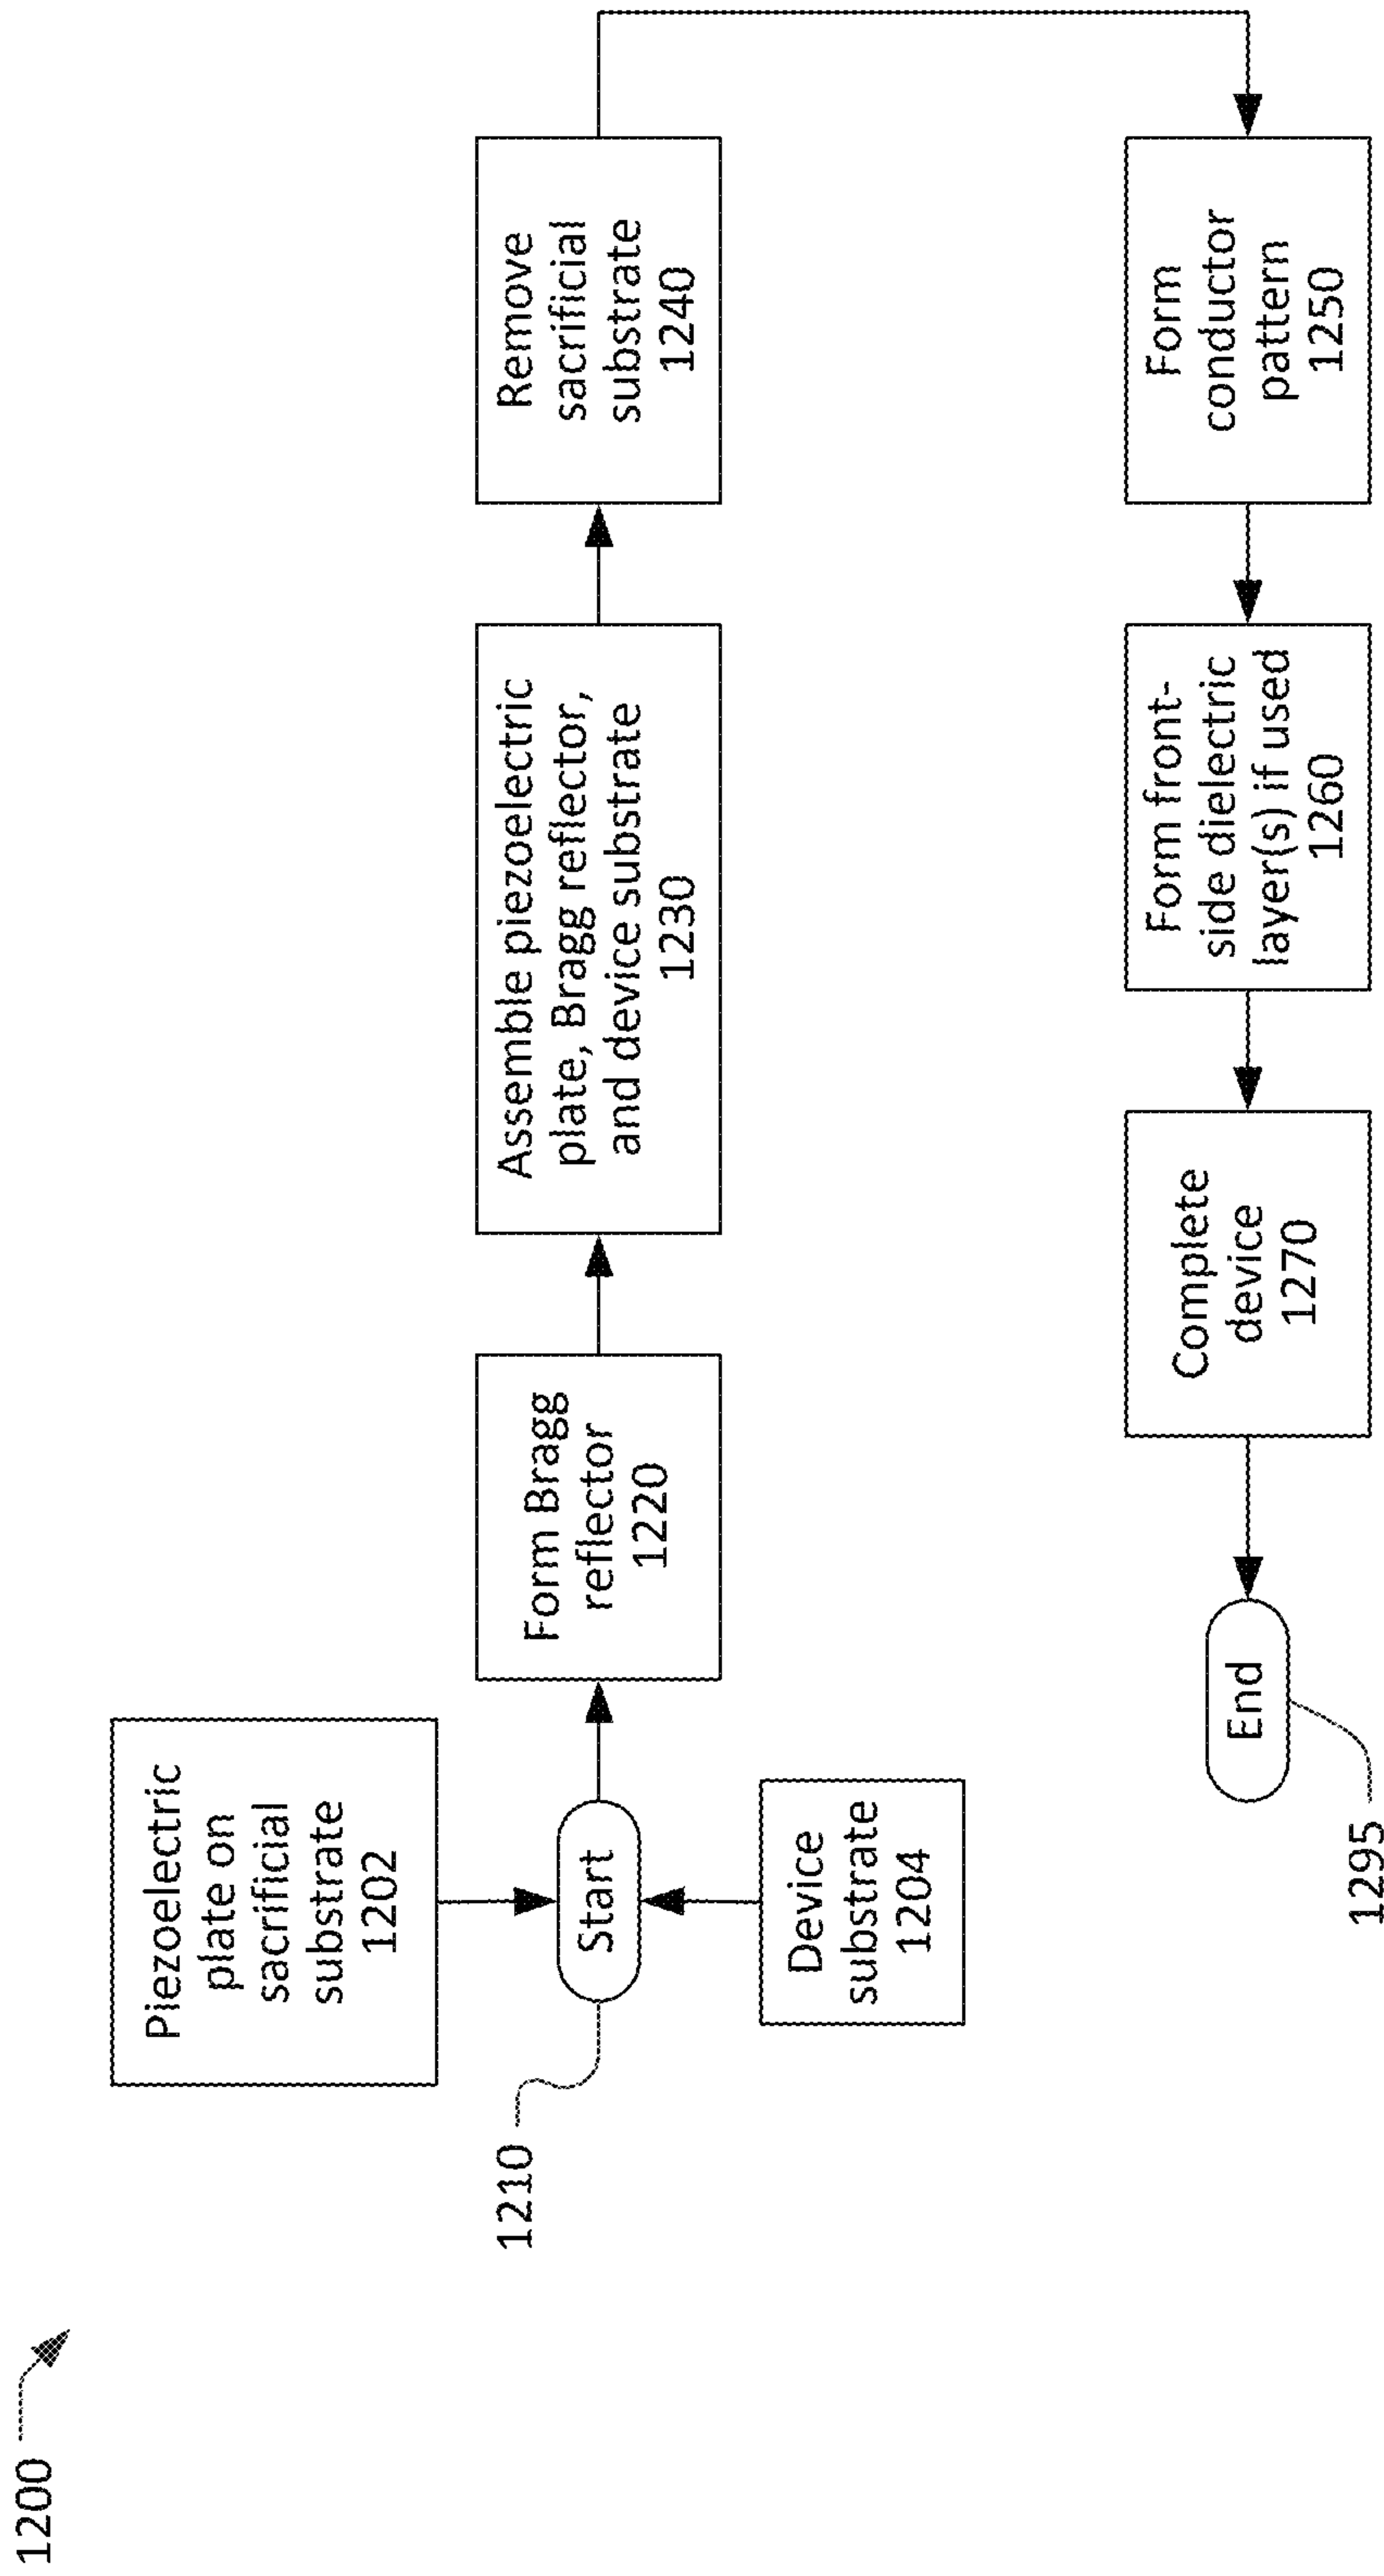 1200
Piezoelectric
plate on
sacrificial
substrate
1202
1210
Start
Device
substrate
1204
Form Bragg
reflector
1220
Assemble piezoelectric
plate, Bragg reflector,
and device substrate
1230
Remove
sacrificial
substrate
1240
Form
conductor
pattern
1250
Form front-
side dielectric
layer(s) if used
1260
Complete
device
1270
End
1295